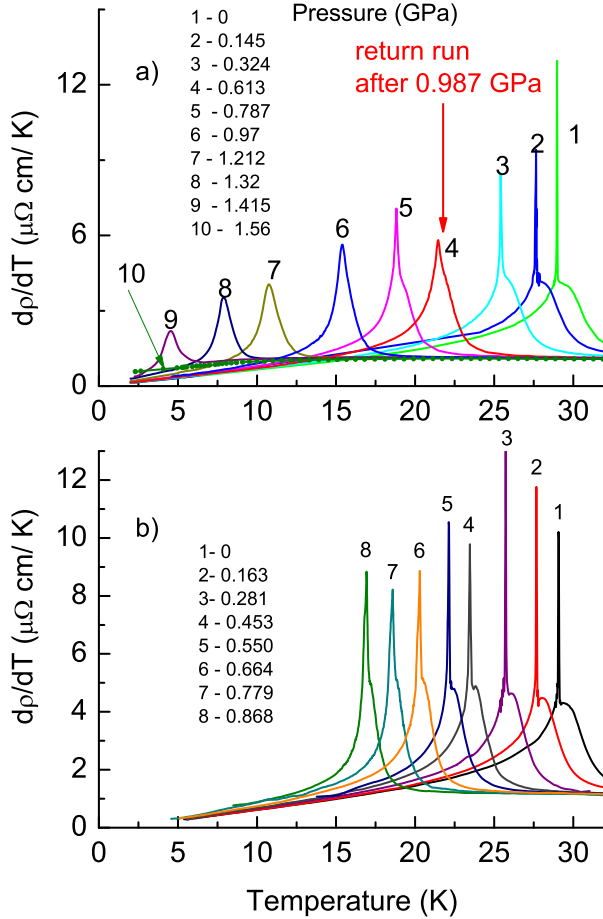 Pressure (GPa)
1 - 0
2 - 0.145
3 - 0.324
4 - 0.613
5 - 0.787
6 - 0.97
7 - 1.212
8 - 1.32
9 - 1.415
10 - 1.56
a)
return run
after 0.987 GPa
1
2
3
4
5
6
7
8
9
10
12
6
0
dρ/dT (μΩ cm/ K)
0 5 10 15 20 25 30
b)
1- 0
2- 0.163
3- 0.281
4 - 0.453
5 - 0.550
6 - 0.664
7 - 0.779
8 - 0.868
3
2
1
5
4
6
7
8
12
10
8
6
4
2
0
dρ/dT (μΩ cm/ K)
0 5 10 15 20 25 30
Temperature (K)